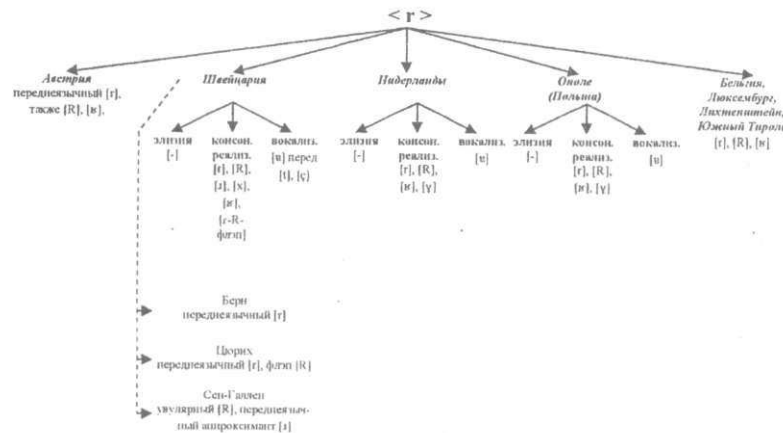 < r >
Австрия
переднеязычный [r],
также [R], [ʁ],
Швейцария
элизия
[-]
консон.
реализ.
[r], [R],
[ɹ], [x],
[ʁ],
[r-R-
флэп]
вокализ.
[ɐ] перед
[t], [ç]
Нидерланды
элизия
[-]
консон.
реализ.
[r], [R],
[ʁ], [ɣ]
вокализ.
[ɐ]
Ополе
(Польша)
элизия
[-]
консон.
реализ.
[r], [R],
[ʁ], [ɣ]
вокализ.
[ɐ]
Бельгия,
Люксембург,
Лихтенштейн,
Южный Тироль
[r], [R], [ʁ]
Берн
переднеязычный [r]
Цюрих
переднеязычный [r], флэп [R]
Сен-Галлен
увулярный [R], переднеязыч-
ный аппроксимант [ɹ]